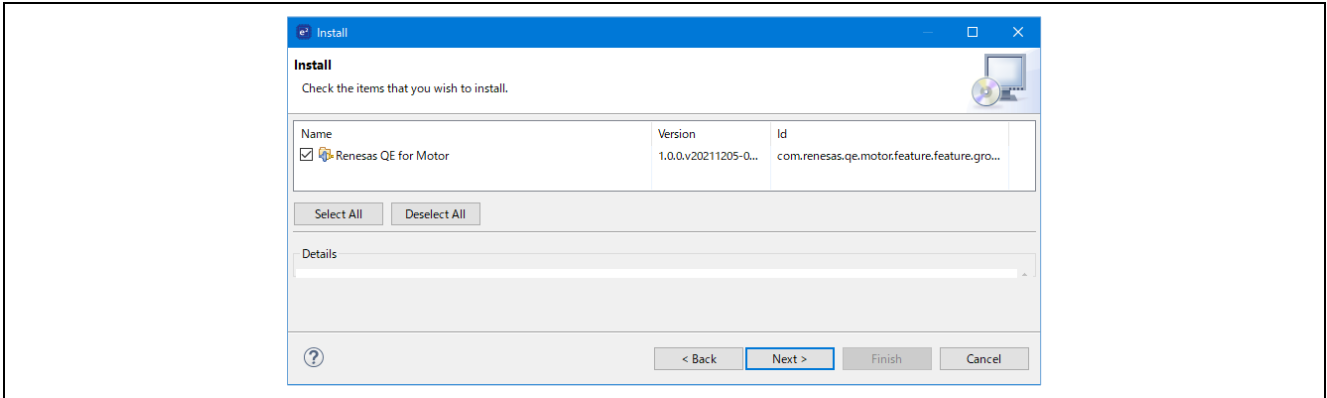 e² Install
Install
Check the items that you wish to install.
Name Version Id
Renesas QE for Motor 1.0.0.v20211205-0... com.renesas.qe.motor.feature.feature.gro...
Select All Deselect All
Details
? < Back Next > Finish Cancel